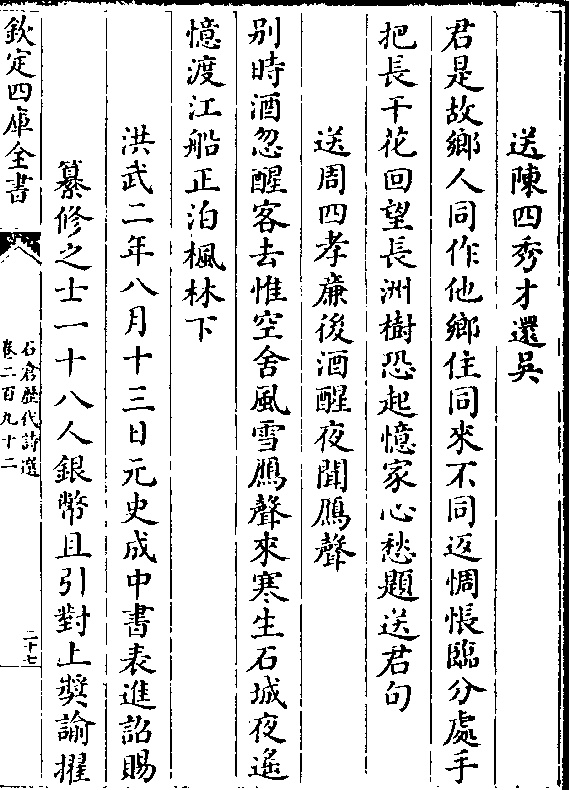 送陳四秀才還吳
君是故鄉人同作他鄉住同來不同返惆悵臨分處手
把長干花回望長洲樹恐起憶家心愁題送君句
送周四孝廉後酒醒夜聞鴈聲
别時酒忽醒客去惟空舍風雪鴈聲來寒生石城夜遙
憶渡江船正泊楓林下
洪武二年八月十三日元史成中書表進詔賜
纂修之士一十八人銀幣且引對上奬諭擢
欽定四庫全書
石倉歷代詩選
卷二百九十二
二十七